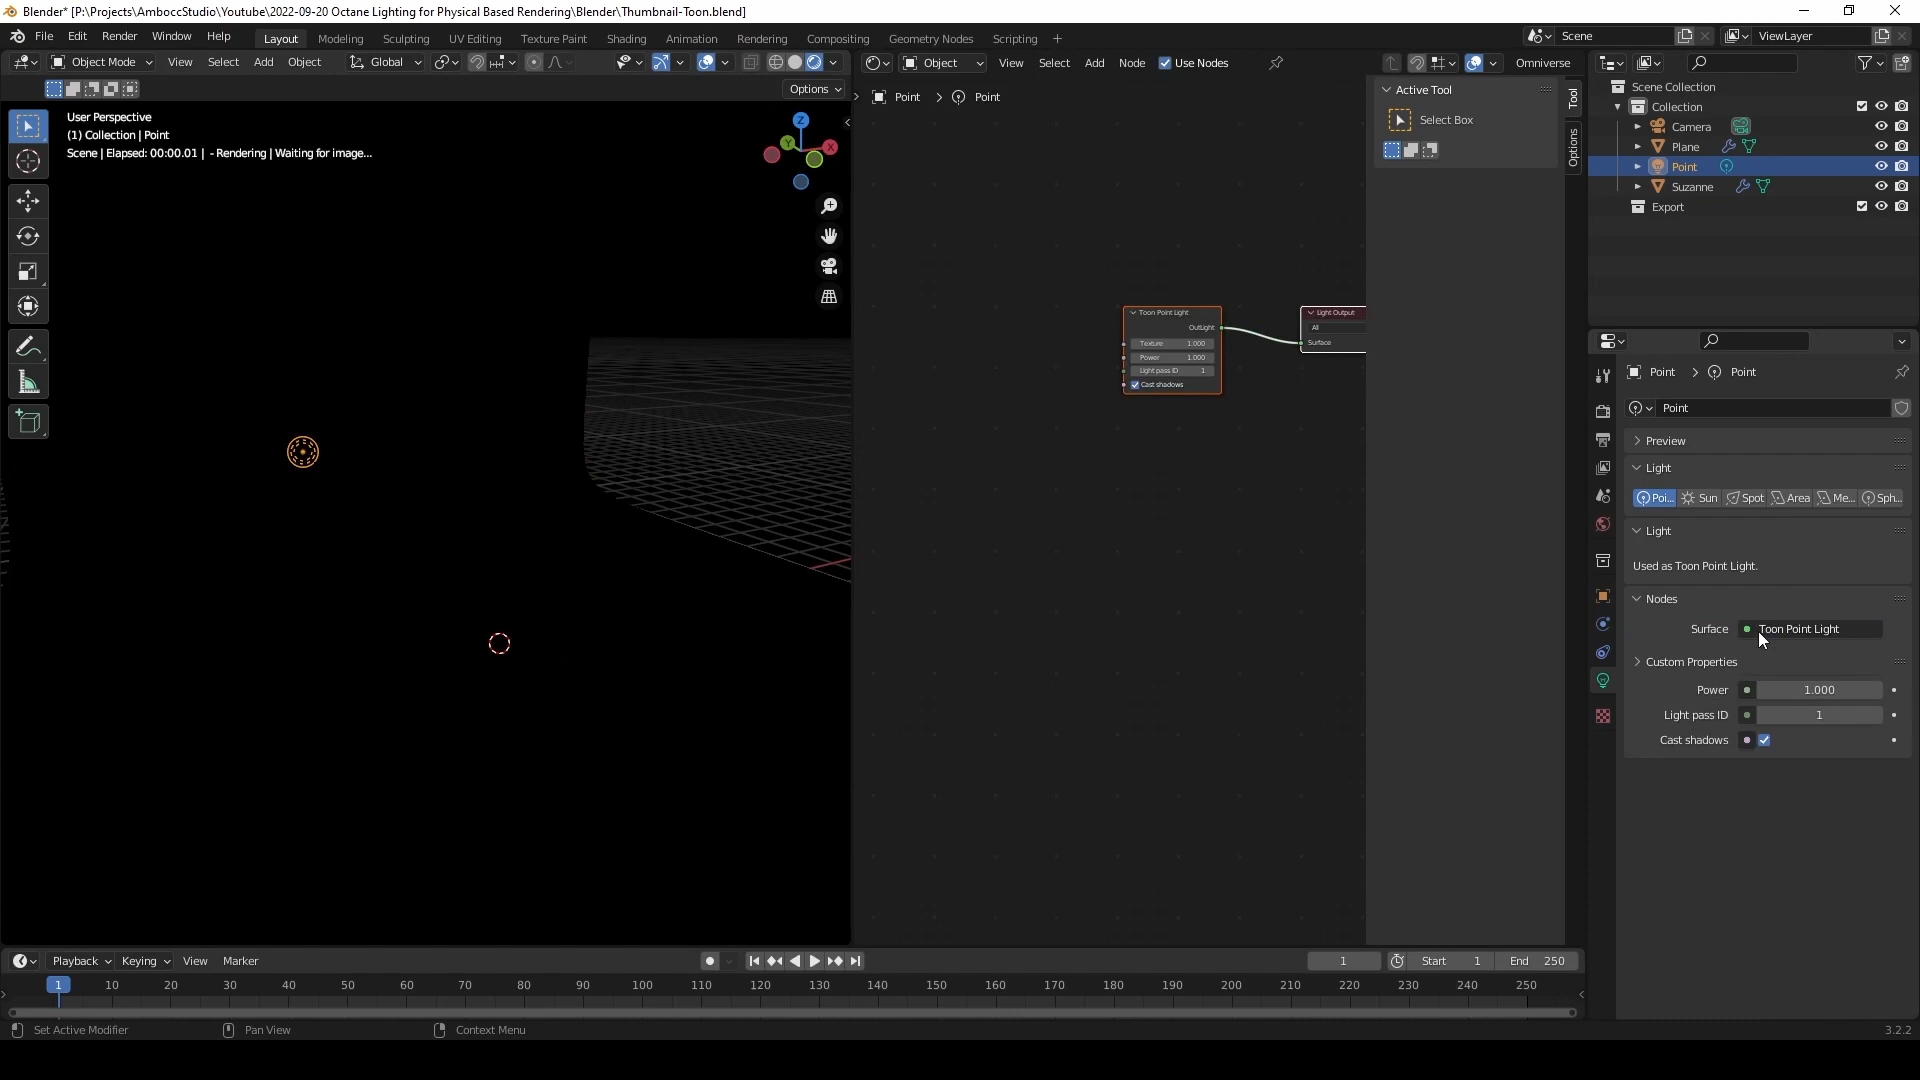 Blender* [P:\Projects\AmboccStudio\Youtube\2022-09-20 Octane Lighting for Physical Based Rendering\Blender\Thumbnail-Toon.blend]
File Edit Render Window Help Layout Modeling Sculpting UV Editing Texture Paint Shading Animation Rendering Compositing Geometry Nodes Scripting + Scene ViewLayer
Object Mode View Select Add Object Global Object View Select Add Node Use Nodes Omniverse
Options
User Perspective
(1) Collection | Point
Scene | Elapsed: 00:00.01 | - Rendering | Waiting for image...
Z
Y
X
Point > Point
Active Tool
Select Box
Tool
Options
Toon Point Light
OutLight
Texture 1.000
Power 1.000
Light pass ID 1
Cast shadows
Light Output
All
Surface
Scene Collection
Collection
Camera
Plane
Point
Suzanne
Export
Point > Point
Point
Preview
Light
Poi... Sun Spot Area Me... Sph...
Light
Used as Toon Point Light.
Nodes
Surface Toon Point Light
Custom Properties
Power 1.000
Light pass ID 1
Cast shadows
Playback Keying View Marker 1 Start 1 End 250
1 10 20 30 40 50 60 70 80 90 100 110 120 130 140 150 160 170 180 190 200 210 220 230 240 250
Set Active Modifier Pan View Context Menu 3.2.2